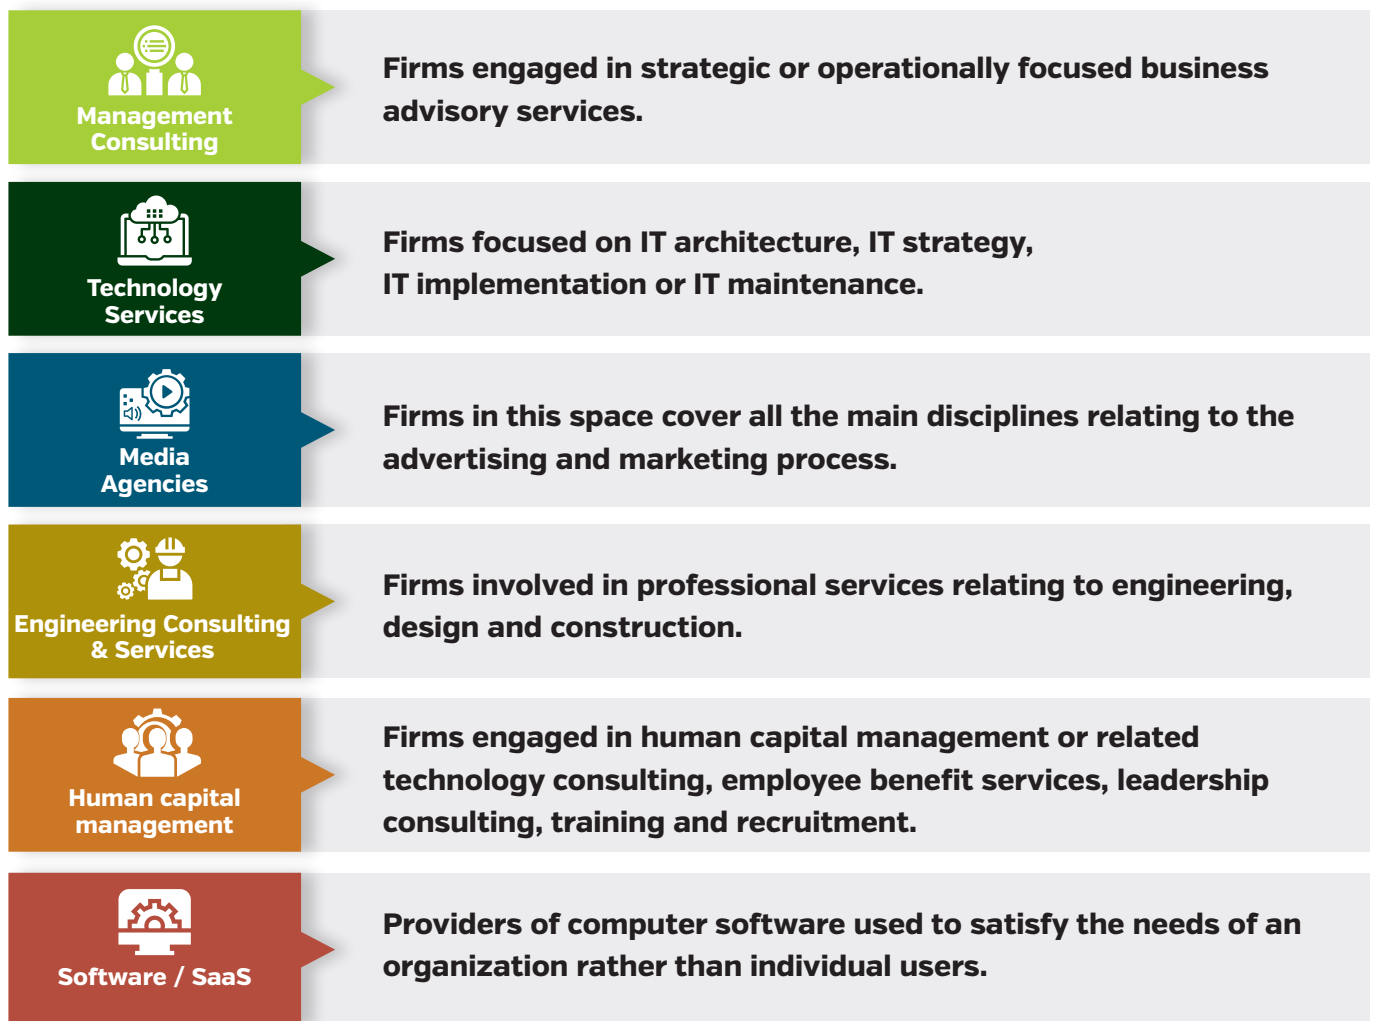 Management
Consulting
Firms engaged in strategic or operationally focused business
advisory services.
Technology
Services
Firms focused on IT architecture, IT strategy,
IT implementation or IT maintenance.
Media
Agencies
Firms in this space cover all the main disciplines relating to the
advertising and marketing process.
Engineering Consulting
& Services
Firms involved in professional services relating to engineering,
design and construction.
Human capital
management
Firms engaged in human capital management or related
technology consulting, employee benefit services, leadership
consulting, training and recruitment.
Software / SaaS
Providers of computer software used to satisfy the needs of an
organization rather than individual users.